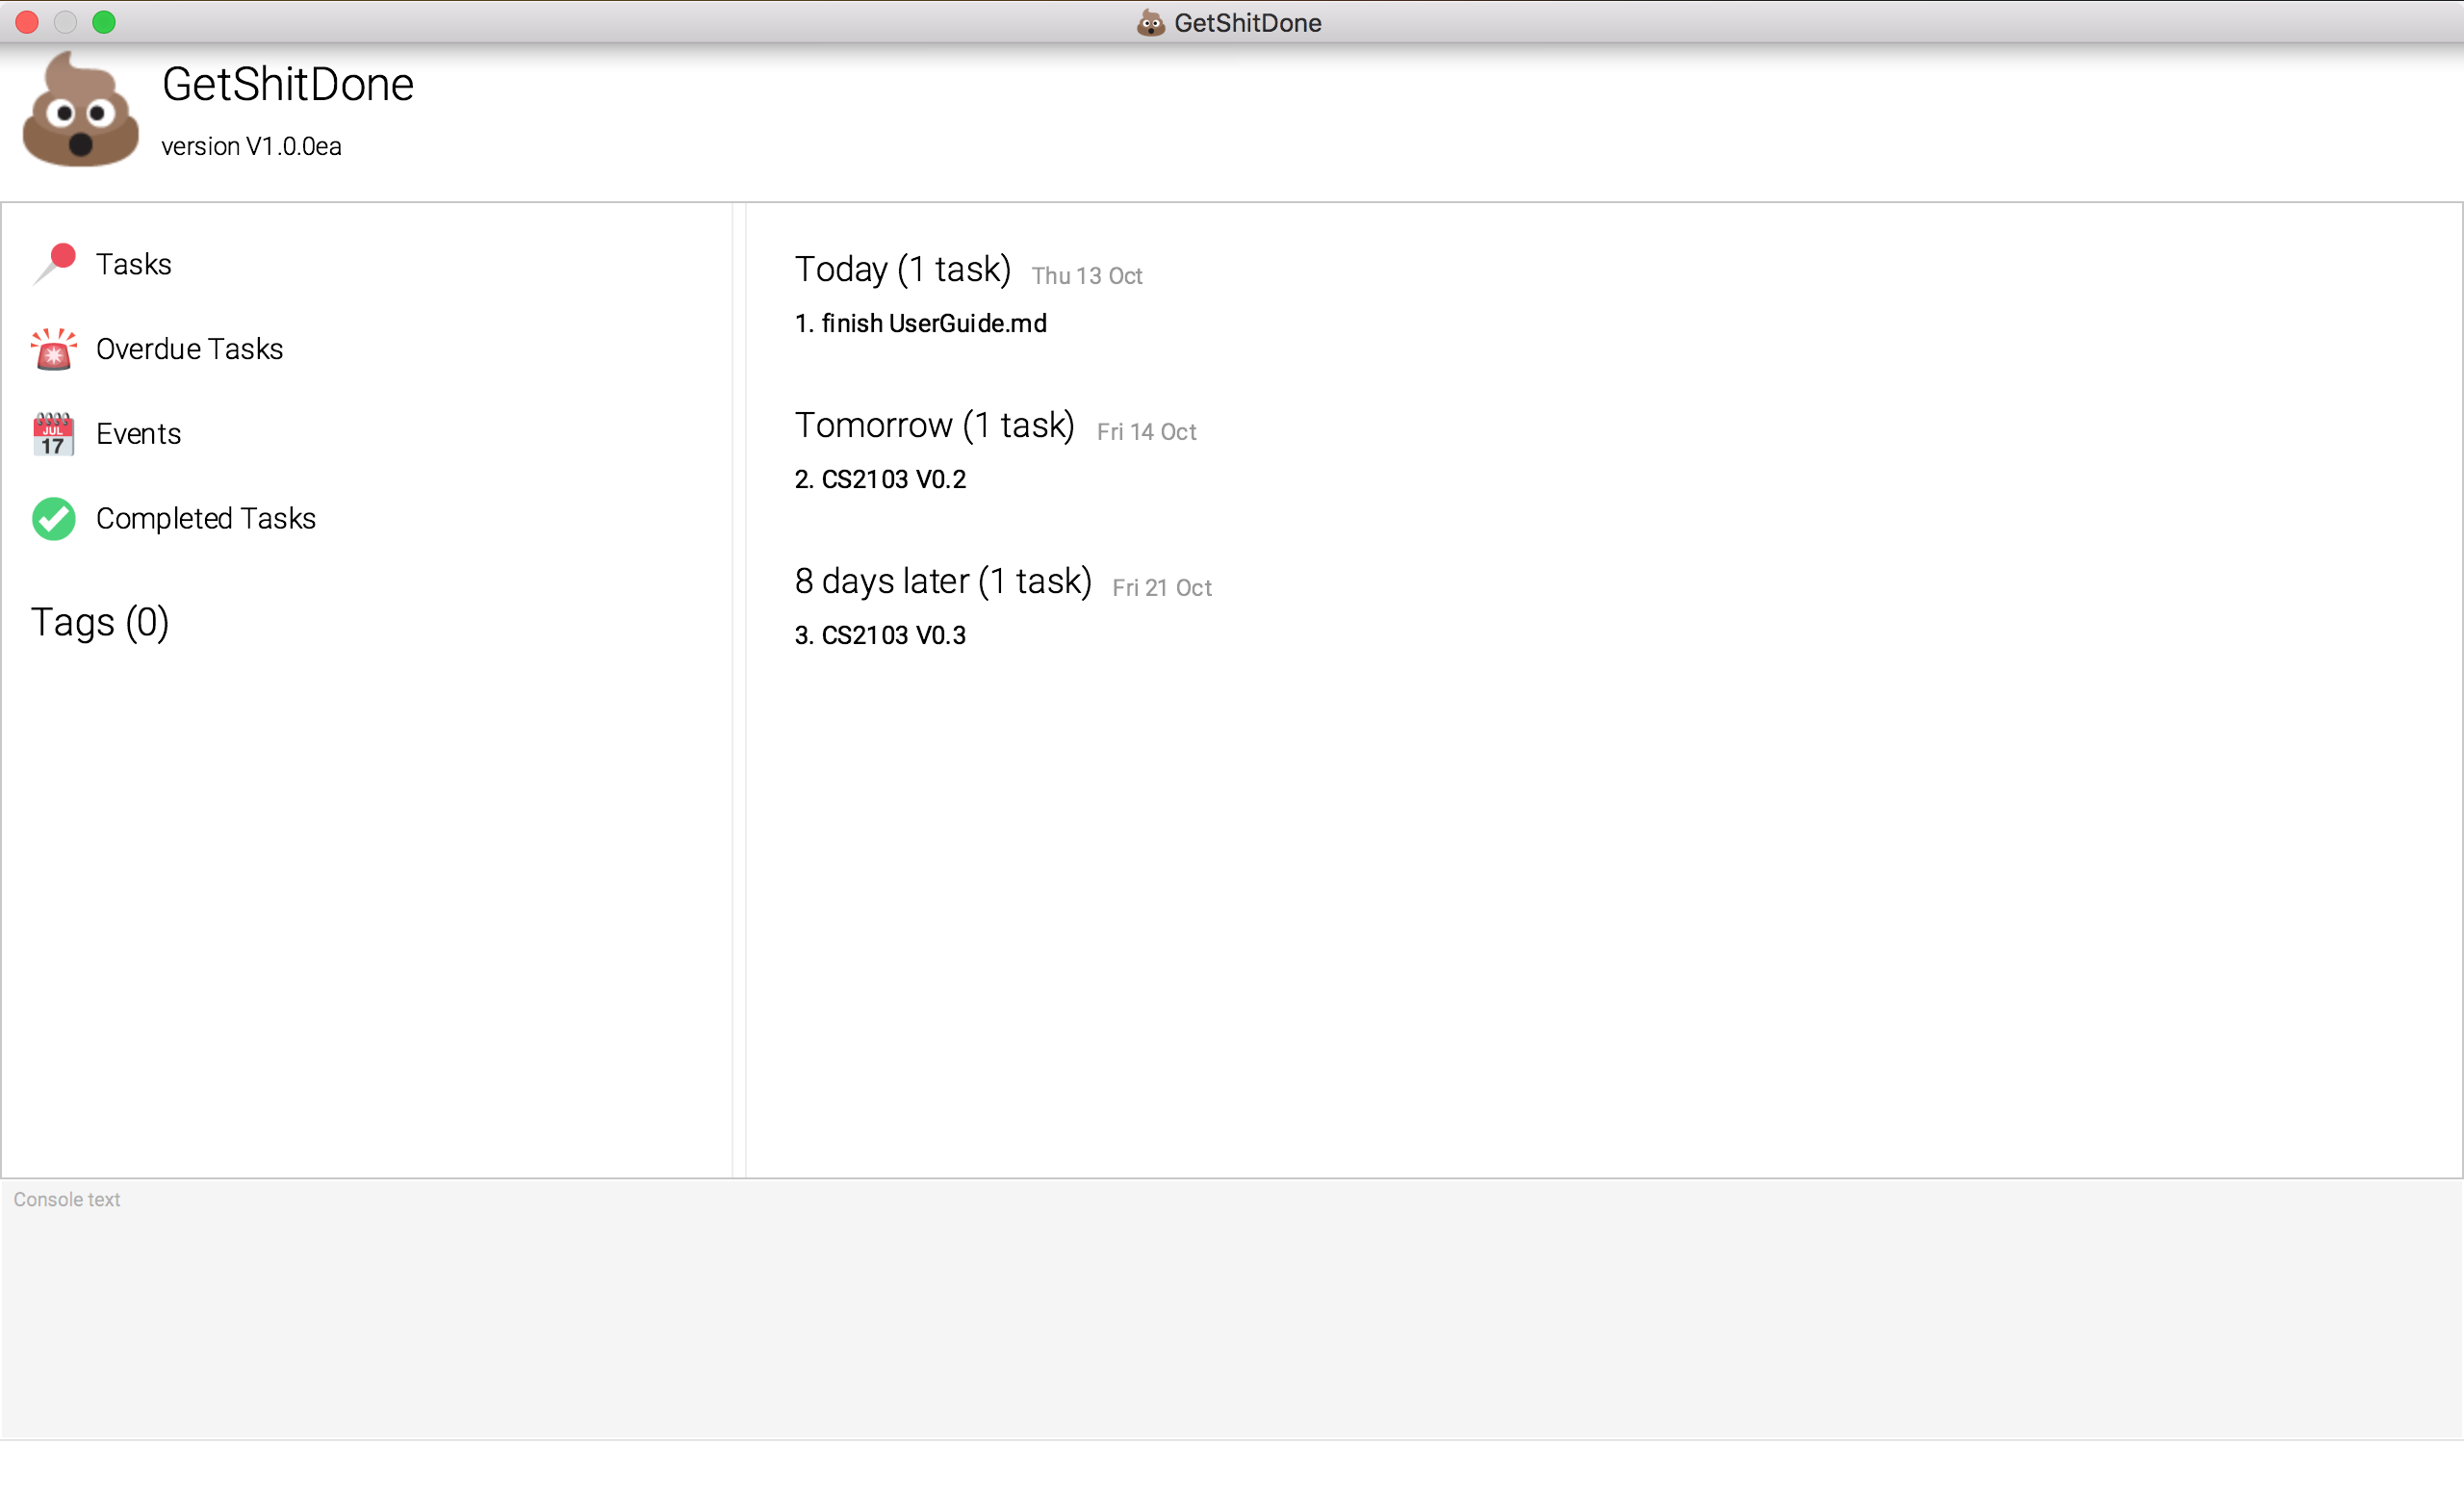 GetShitDone
GetShitDone
version V1.0.0ea
Tasks
Overdue Tasks
JUL
17
Events
Completed Tasks
Tags (0)
Today (1 task) Thu 13 Oct
1. finish UserGuide.md
Tomorrow (1 task) Fri 14 Oct
2. CS2103 V0.2
8 days later (1 task) Fri 21 Oct
3. CS2103 V0.3
Console text